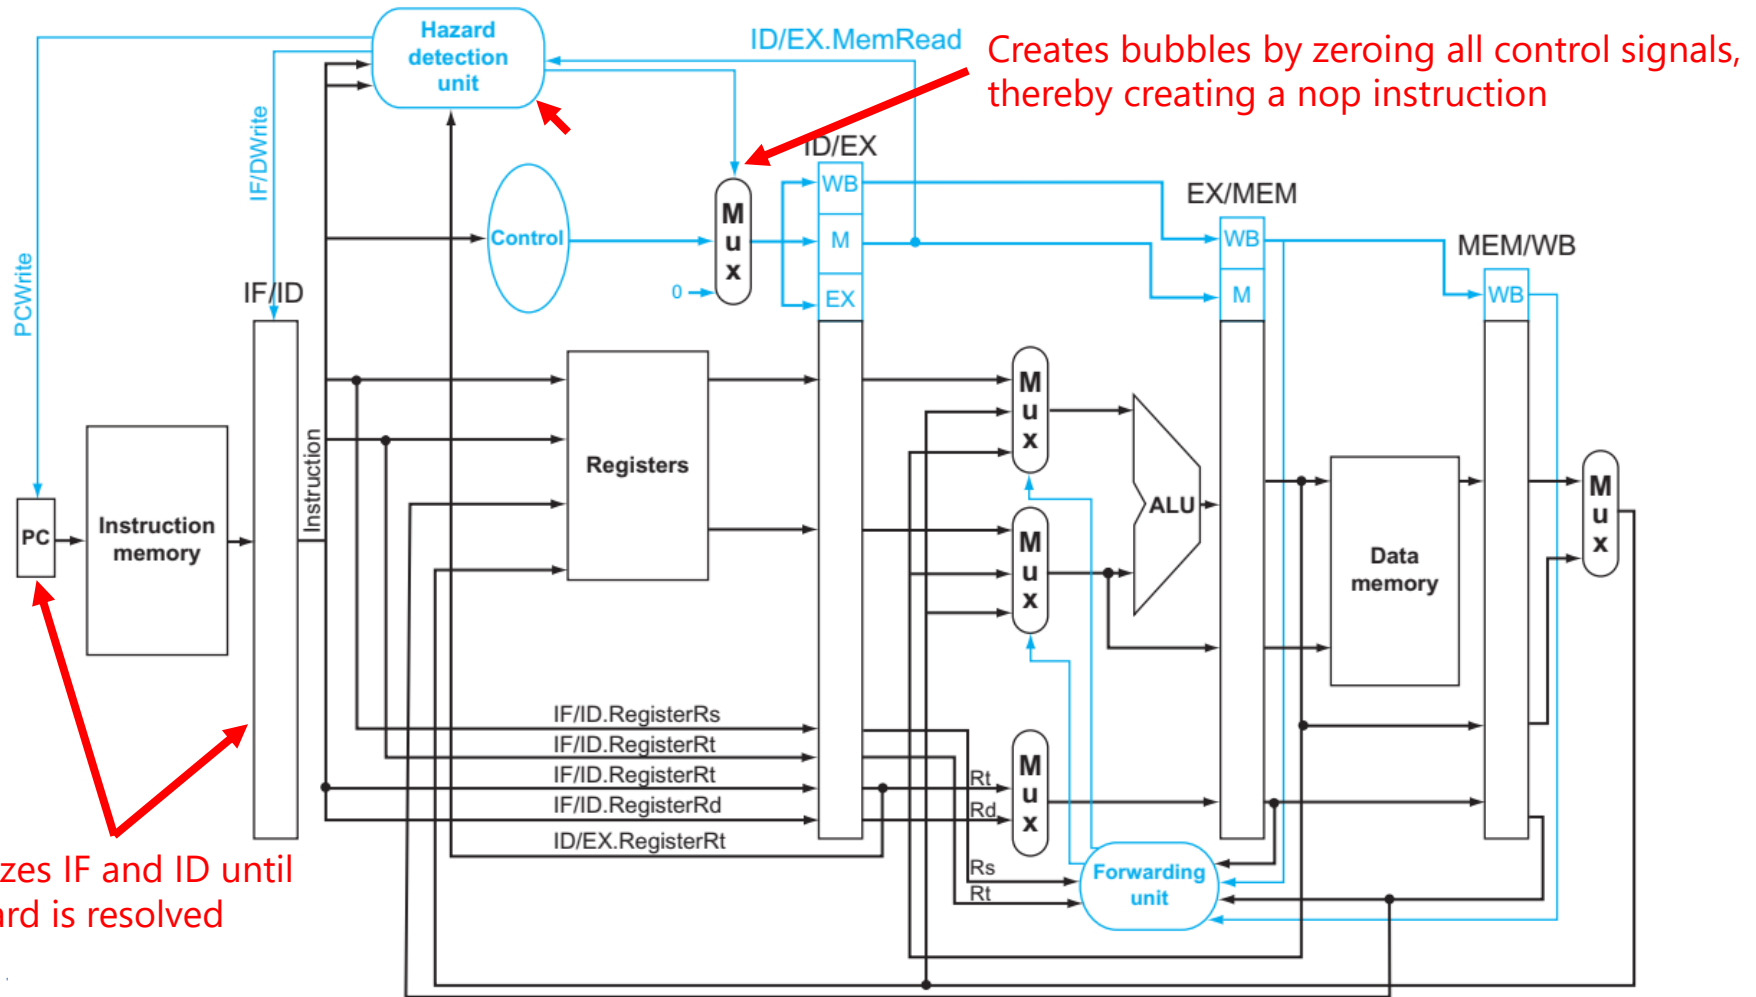 Hazard
detection
unit
ID/EX.MemRead
Creates bubbles by zeroing all control signals,
thereby creating a nop instruction
IF/DWrite
PCWrite
ID/EX
WB
M
EX
Control
M
u
x
0
EX/MEM
WB
M
MEM/WB
WB
IF/ID
Instruction
PC
Instruction
memory
Registers
M
u
x
M
u
x
ALU
Data
memory
M
u
x
IF/ID.RegisterRs
IF/ID.RegisterRt
IF/ID.RegisterRt
IF/ID.RegisterRd
ID/EX.RegisterRt
Rt
Rd
M
u
x
Rs
Rt
Forwarding
unit
zes IF and ID until
ard is resolved